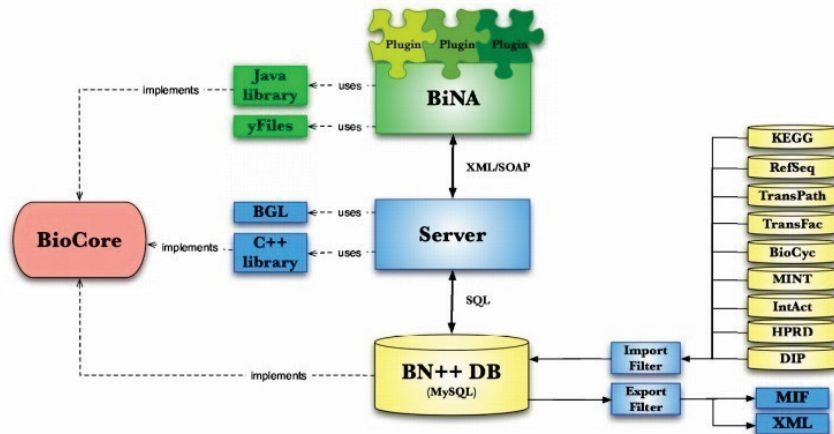 Plugin
Plugin
Plugin
BiNA
Java
library
uses
implements
yFiles
uses
XML/SOAP
KEGG
RefSeq
TransPath
TransFac
BioCyc
MINT
IntAct
HPRD
DIP
BGL
uses
Server
BioCore
implements
C++
library
uses
SQL
BN++ DB
(MySQL)
implements
Import
Filter
Export
Filter
MIF
XML